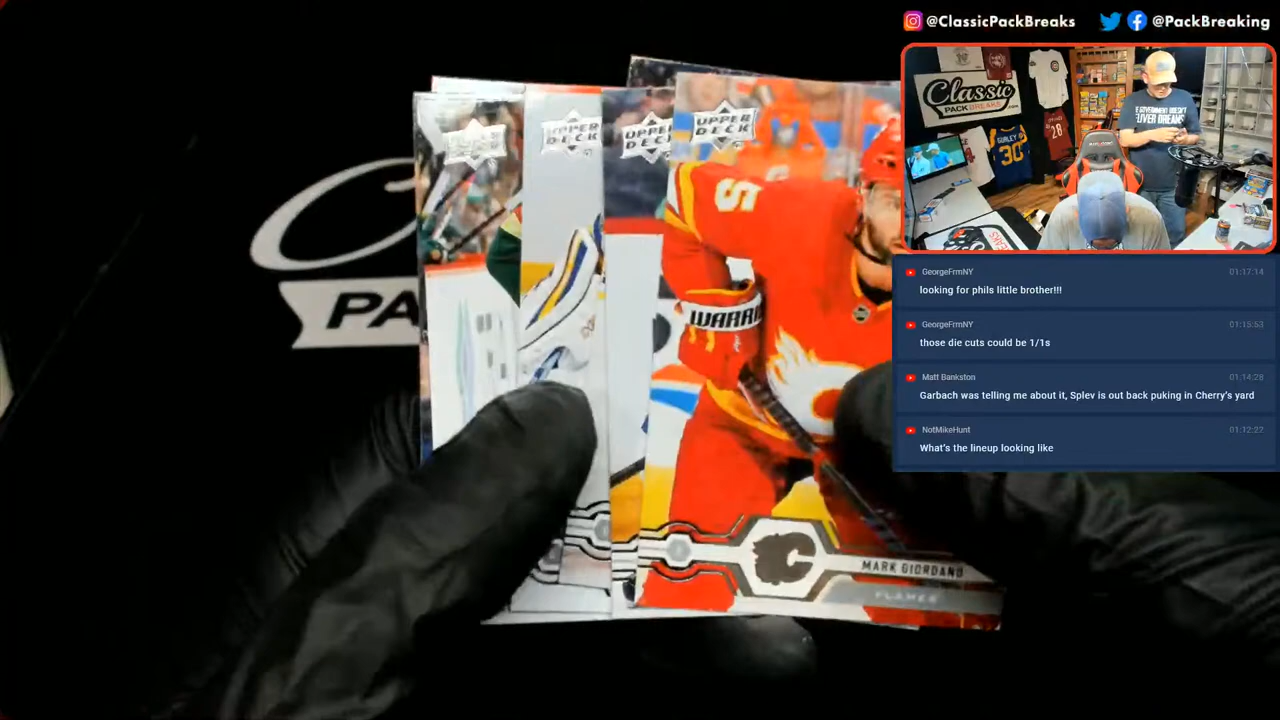 @ClassicPackBreaks @PackBreaking
Classic
PACK BREAKS
GURLEY
30
28
GeorgeFrmNY 01:17:14
looking for phils little brother!!!
GeorgeFrmNY 01:15:53
those die cuts could be 1/1s
Matt Bankston 01:14:28
Garbach was telling me about it, Splev is out back puking in Cherry's yard
NotMikeHunt 01:12:22
What's the lineup looking like
C
PA
UPPER
DECK
UPPER
DECK
UPPER
DECK
5
WARRI
C
MARK GIORDANO
FLAMES